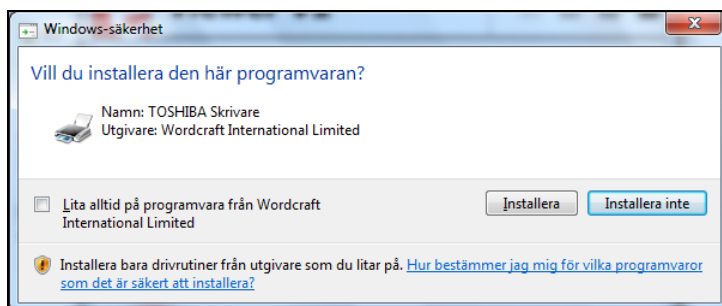 Windows-säkerhet
Vill du installera den här programvaran?
Namn: TOSHIBA Skrivare
Utgivare: Wordcraft International Limited
Lita alltid på programvara från Wordcraft
International Limited
Installera
Installera inte
Installera bara drivrutiner från utgivare som du litar på. Hur bestämmer jag mig för vilka programvaror
som det är säkert att installera?